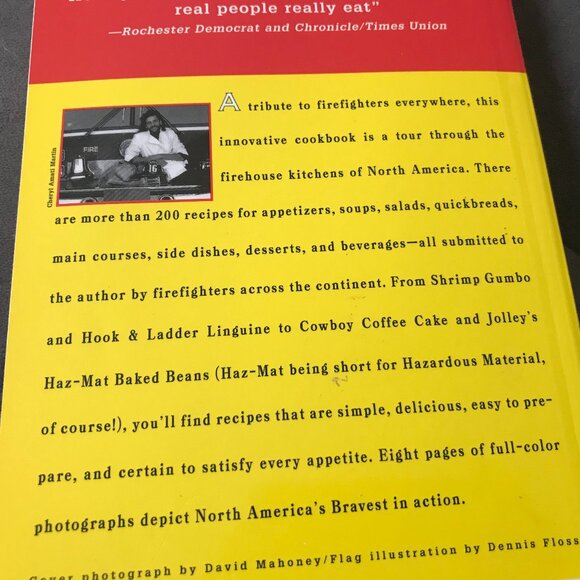 real people really eat"
—Rochester Democrat and Chronicle/Times Union
Cheryl Amati Martin
FIRE
16
A tribute to firefighters everywhere, this
innovative cookbook is a tour through the
firehouse kitchens of North America. There
are more than 200 recipes for appetizers, soups, salads, quickbreads,
main courses, side dishes, desserts, and beverages—all submitted to
the author by firefighters across the continent. From Shrimp Gumbo
and Hook & Ladder Linguine to Cowboy Coffee Cake and Jolley's
Haz-Mat Baked Beans (Haz-Mat being short for Hazardous Material,
of course!), you'll find recipes that are simple, delicious, easy to pre-
pare, and certain to satisfy every appetite. Eight pages of full-color
photographs depict North America's Bravest in action.
Cover photograph by David Mahoney/Flag illustration by Dennis Floss